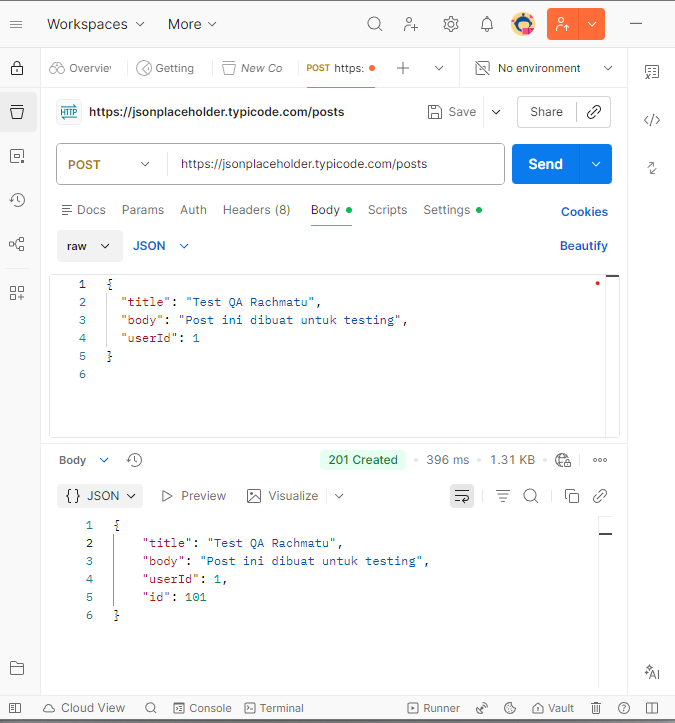 Workspaces More
Overvie Getting New Co POST https: No environment
HTTP https://jsonplaceholder.typicode.com/posts Save Share
POST https://jsonplaceholder.typicode.com/posts Send
Docs Params Auth Headers (8) Body Scripts Settings Cookies
raw JSON Beautify
1 {
2 "title": "Test QA Rachmatu",
3 "body": "Post ini dibuat untuk testing",
4 "userId": 1
5 }
6
Body 201 Created 396 ms 1.31 KB
{} JSON Preview Visualize
1 {
2 "title": "Test QA Rachmatu",
3 "body": "Post ini dibuat untuk testing",
4 "userId": 1,
5 "id": 101
6 }
AI
Cloud View Console Terminal Runner Vault